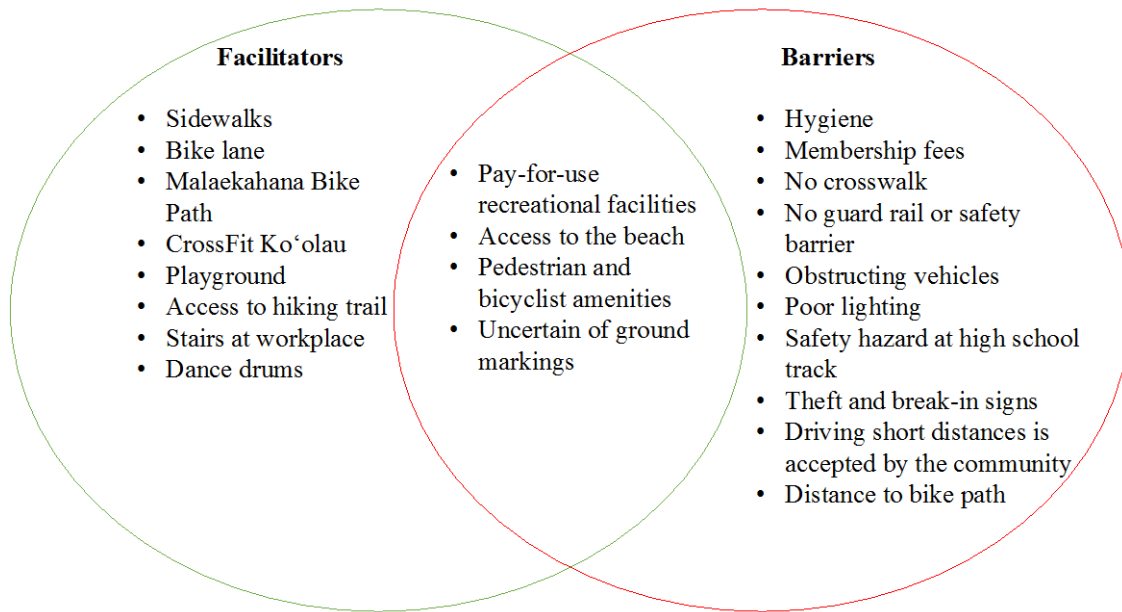 Facilitators
• Sidewalks
• Bike lane
• Malaekahana Bike
Path
• CrossFit Koʻolau
• Playground
• Access to hiking trail
• Stairs at workplace
• Dance drums
• Pay-for-use
recreational facilities
• Access to the beach
• Pedestrian and
bicyclist amenities
• Uncertain of ground
markings
Barriers
• Hygiene
• Membership fees
• No crosswalk
• No guard rail or safety
barrier
• Obstructing vehicles
• Poor lighting
• Safety hazard at high school
track
• Theft and break-in signs
• Driving short distances is
accepted by the community
• Distance to bike path